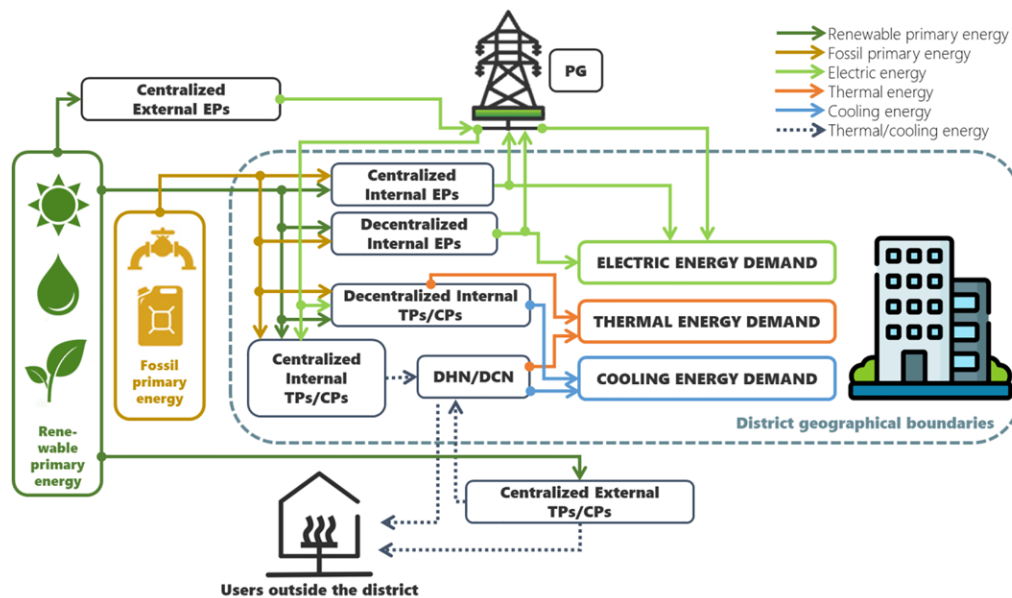 Renewable primary energy
Fossil primary energy
Electric energy
Thermal energy
Cooling energy
Thermal/cooling energy
PG
Centralized
External EPs
Centralized
Internal EPs
Decentralized
Internal EPs
ELECTRIC ENERGY DEMAND
Decentralized Internal
TPs/CPs
THERMAL ENERGY DEMAND
Centralized
Internal
TPs/CPs
DHN/DCN
COOLING ENERGY DEMAND
Fossil
primary
energy
District geographical boundaries
Rene-
wable
primary
energy
Centralized External
TPs/CPs
Users outside the district